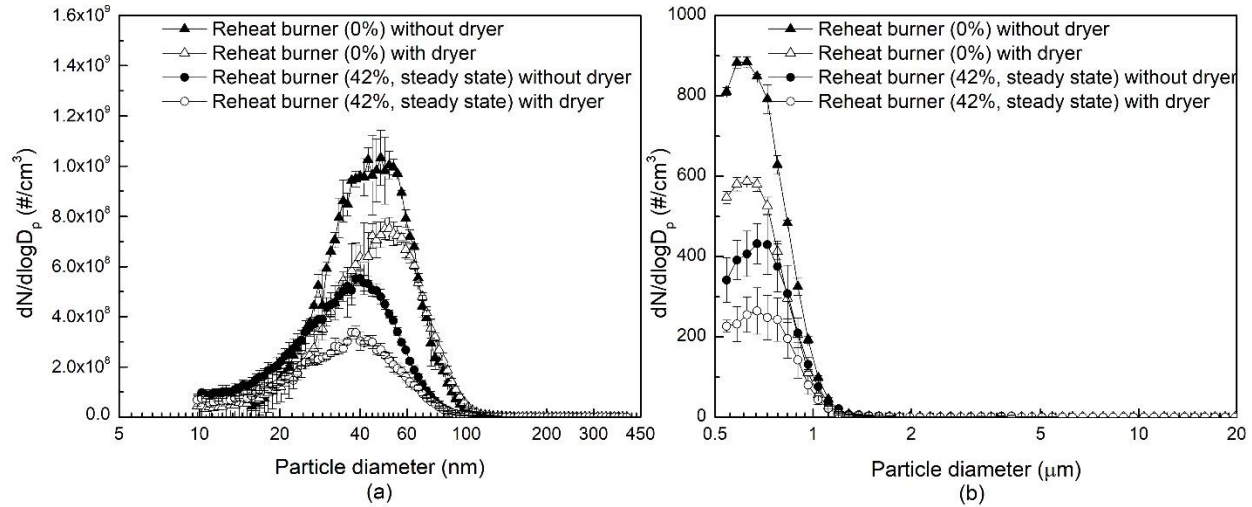 Reheat burner (0%) without dryer
Reheat burner (0%) with dryer
Reheat burner (42%, steady state) without dryer
Reheat burner (42%, steady state) with dryer
1.6x10⁹
1.4x10⁹
1.2x10⁹
1.0x10⁹
8.0x10⁸
6.0x10⁸
4.0x10⁸
2.0x10⁸
0.0
dN/dlogDₚ (#/cm³)
5 10 20 40 60 100 200 300 450
Particle diameter (nm)
(a)
Reheat burner (0%) without dryer
Reheat burner (0%) with dryer
Reheat burner (42%, steady state) without dryer
Reheat burner (42%, steady state) with dryer
1000
800
600
400
200
0
dN/dlogDₚ (#/cm³)
0.5 1 2 5 10 20
Particle diameter (μm)
(b)